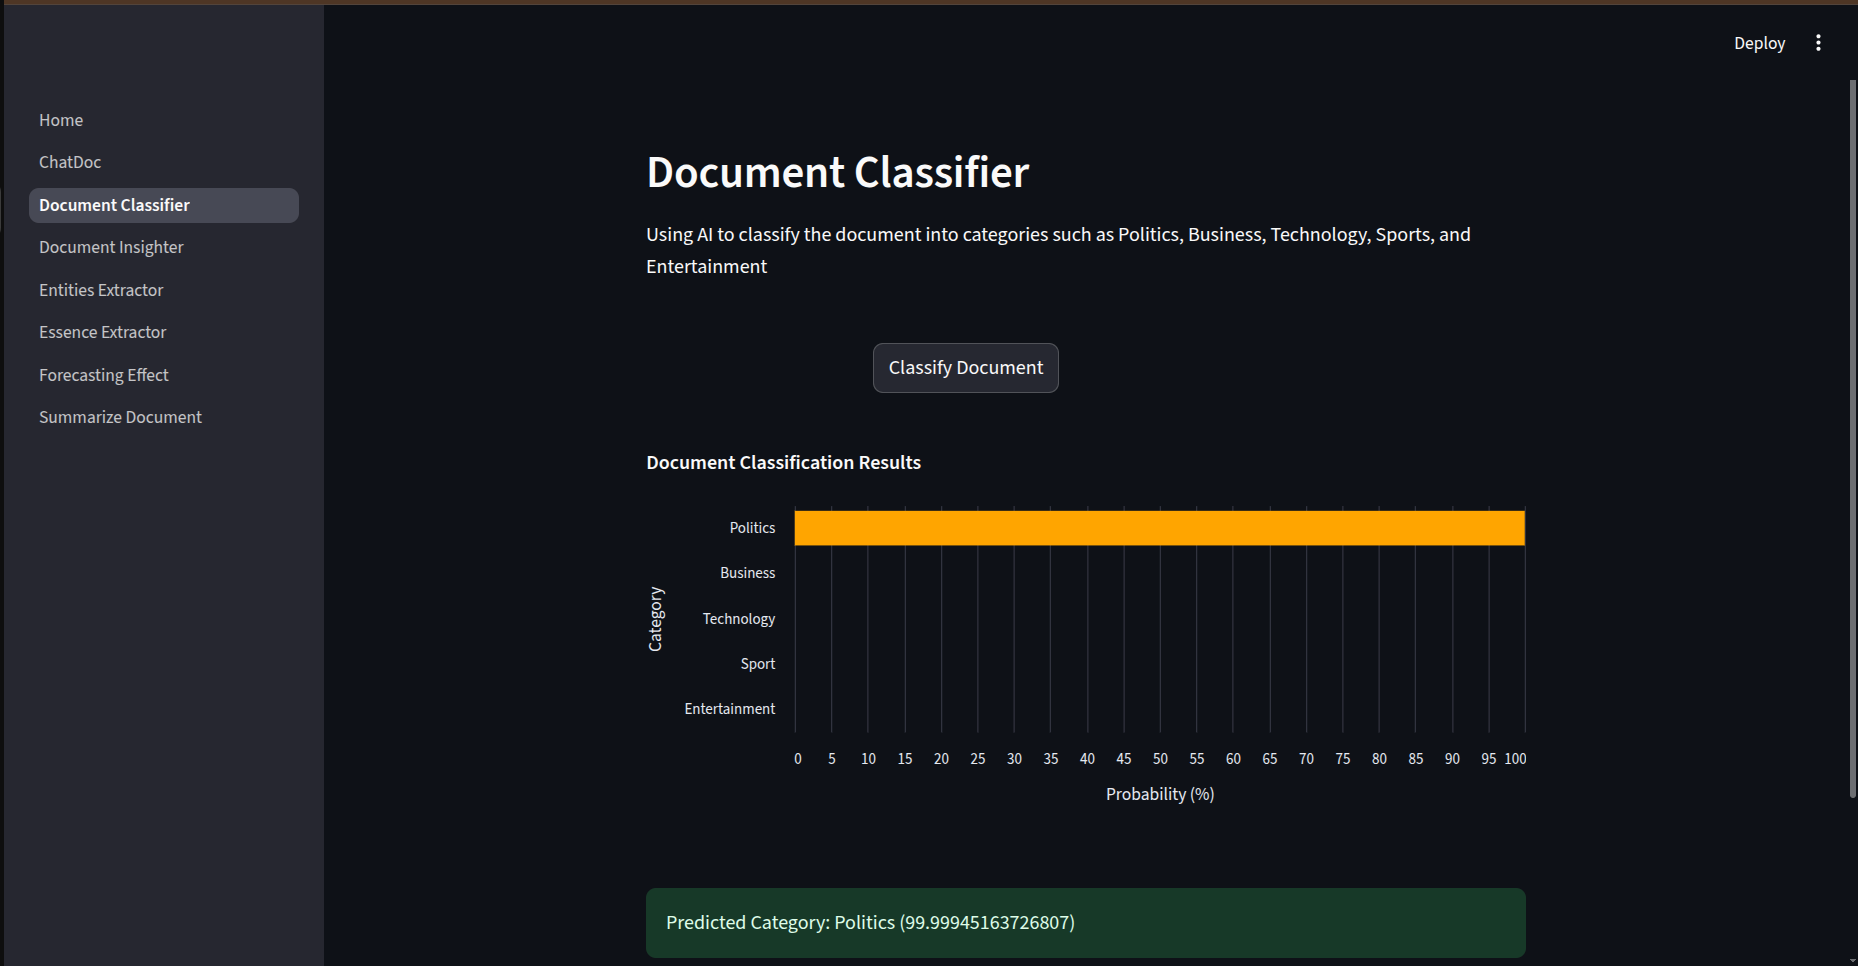 Deploy
Home
ChatDoc
Document Classifier
Document Insighter
Entities Extractor
Essence Extractor
Forecasting Effect
Summarize Document
Document Classifier
Using AI to classify the document into categories such as Politics, Business, Technology, Sports, and
Entertainment
Classify Document
Document Classification Results
Category
Politics
Business
Technology
Sport
Entertainment
0 5 10 15 20 25 30 35 40 45 50 55 60 65 70 75 80 85 90 95 100
Probability (%)
Predicted Category: Politics (99.99945163726807)